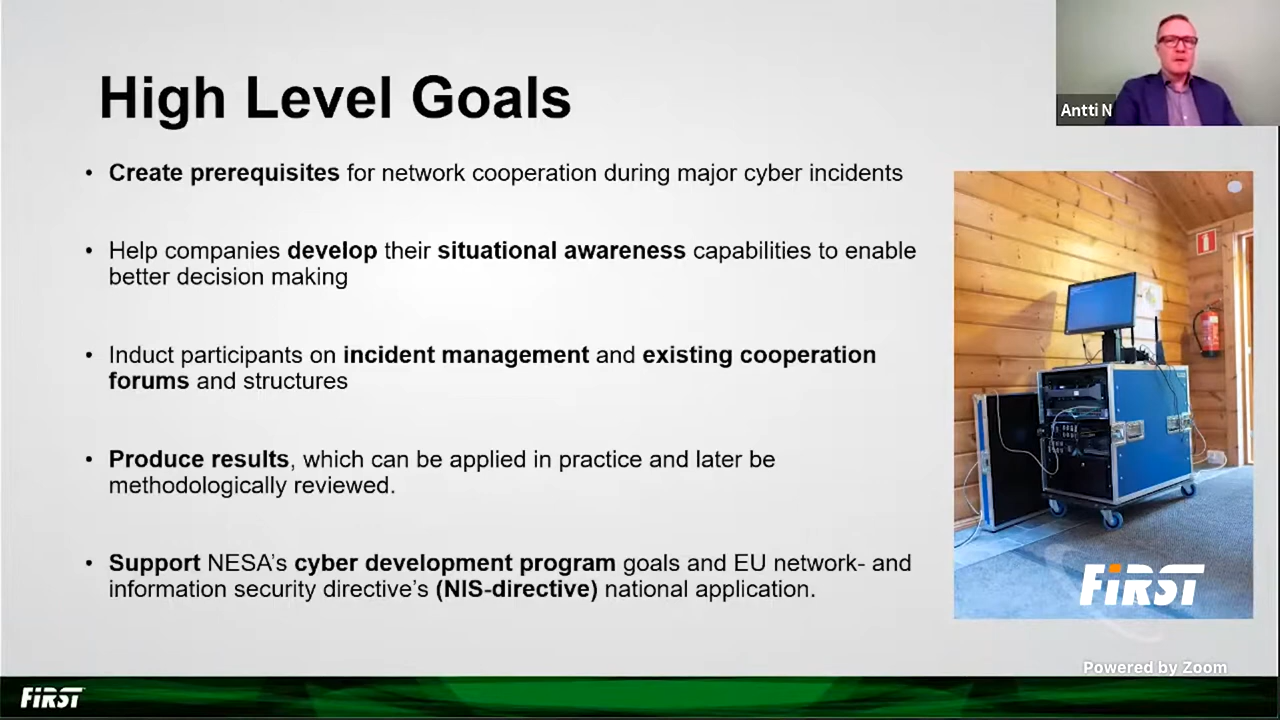 High Level Goals
Antti N
• Create prerequisites for network cooperation during major cyber incidents
• Help companies develop their situational awareness capabilities to enable
better decision making
• Induct participants on incident management and existing cooperation
forums and structures
• Produce results, which can be applied in practice and later be
methodologically reviewed.
• Support NESA's cyber development program goals and EU network- and
information security directive's (NIS-directive) national application.
FiRST
Powered by Zoom
FiRST